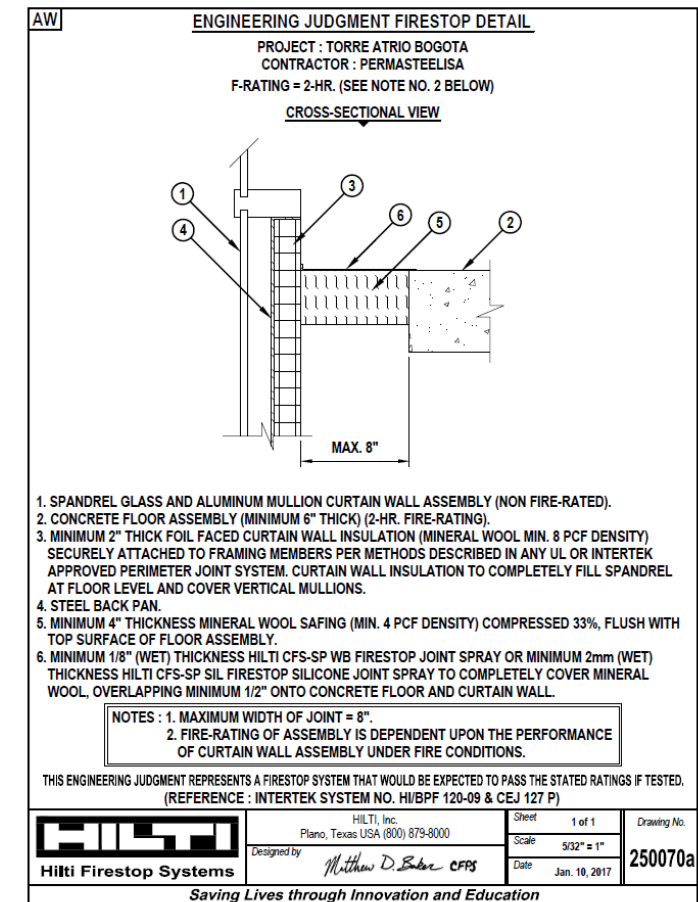 AW
ENGINEERING JUDGMENT FIRESTOP DETAIL
PROJECT : TORRE ATRIO BOGOTA
CONTRACTOR : PERMASTEELISA
F-RATING = 2-HR. (SEE NOTE NO. 2 BELOW)
CROSS-SECTIONAL VIEW
1
3
4
6
5
2
MAX. 8"
1. SPANDREL GLASS AND ALUMINUM MULLION CURTAIN WALL ASSEMBLY (NON FIRE-RATED).
2. CONCRETE FLOOR ASSEMBLY (MINIMUM 6" THICK) (2-HR. FIRE-RATING).
3. MINIMUM 2" THICK FOIL FACED CURTAIN WALL INSULATION (MINERAL WOOL MIN. 8 PCF DENSITY)
SECURELY ATTACHED TO FRAMING MEMBERS PER METHODS DESCRIBED IN ANY UL OR INTERTEK
APPROVED PERIMETER JOINT SYSTEM. CURTAIN WALL INSULATION TO COMPLETELY FILL SPANDREL
AT FLOOR LEVEL AND COVER VERTICAL MULLIONS.
4. STEEL BACK PAN.
5. MINIMUM 4" THICKNESS MINERAL WOOL SAFING (MIN. 4 PCF DENSITY) COMPRESSED 33%, FLUSH WITH
TOP SURFACE OF FLOOR ASSEMBLY.
6. MINIMUM 1/8" (WET) THICKNESS HILTI CFS-SP WB FIRESTOP JOINT SPRAY OR MINIMUM 2mm (WET)
THICKNESS HILTI CFS-SP SIL FIRESTOP SILICONE JOINT SPRAY TO COMPLETELY COVER MINERAL
WOOL, OVERLAPPING MINIMUM 1/2" ONTO CONCRETE FLOOR AND CURTAIN WALL.
NOTES : 1. MAXIMUM WIDTH OF JOINT = 8".
2. FIRE-RATING OF ASSEMBLY IS DEPENDENT UPON THE PERFORMANCE
OF CURTAIN WALL ASSEMBLY UNDER FIRE CONDITIONS.
THIS ENGINEERING JUDGMENT REPRESENTS A FIRESTOP SYSTEM THAT WOULD BE EXPECTED TO PASS THE STATED RATINGS IF TESTED.
(REFERENCE : INTERTEK SYSTEM NO. HI/BPF 120-09 & CEJ 127 P)
HILTI
Hilti Firestop Systems
HILTI, Inc.
Plano, Texas USA (800) 879-8000
Designed by
Matthew D. Baker CFPS
Sheet 1 of 1
Scale 5/32" = 1"
Date Jan. 10, 2017
Drawing No.
250070a
Saving Lives through Innovation and Education